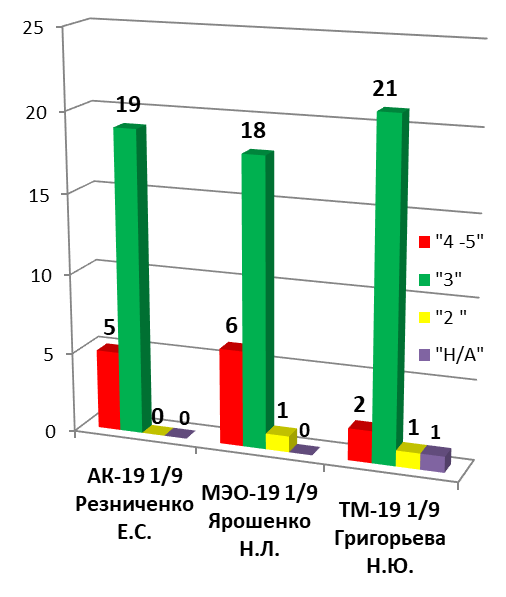 25
20
15
10
5
0
5
19
0
0
6
18
1
0
2
21
1
1
"4 -5"
"3"
"2 "
"Н/А"
АК-19 1/9
Резниченко
Е.С.
МЭО-19 1/9
Ярошенко
Н.Л.
ТМ-19 1/9
Григорьева
Н.Ю.